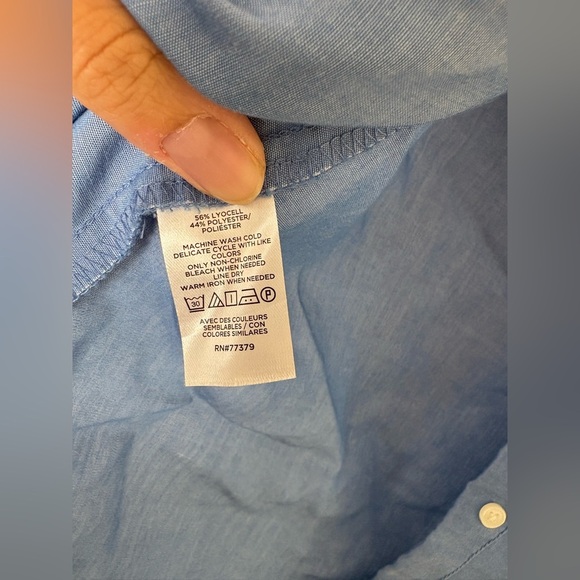 56% LYOCELL
44% POLYESTER/
POLIÉSTER
MACHINE WASH COLD
DELICATE CYCLE WITH LIKE
COLORS
ONLY NON-CHLORINE
BLEACH WHEN NEEDED
LINE DRY
WARM IRON WHEN NEEDED
30 P
AVEC DES COULEURS
SEMBLABLES / CON
COLORES SIMILARES
RN#77379